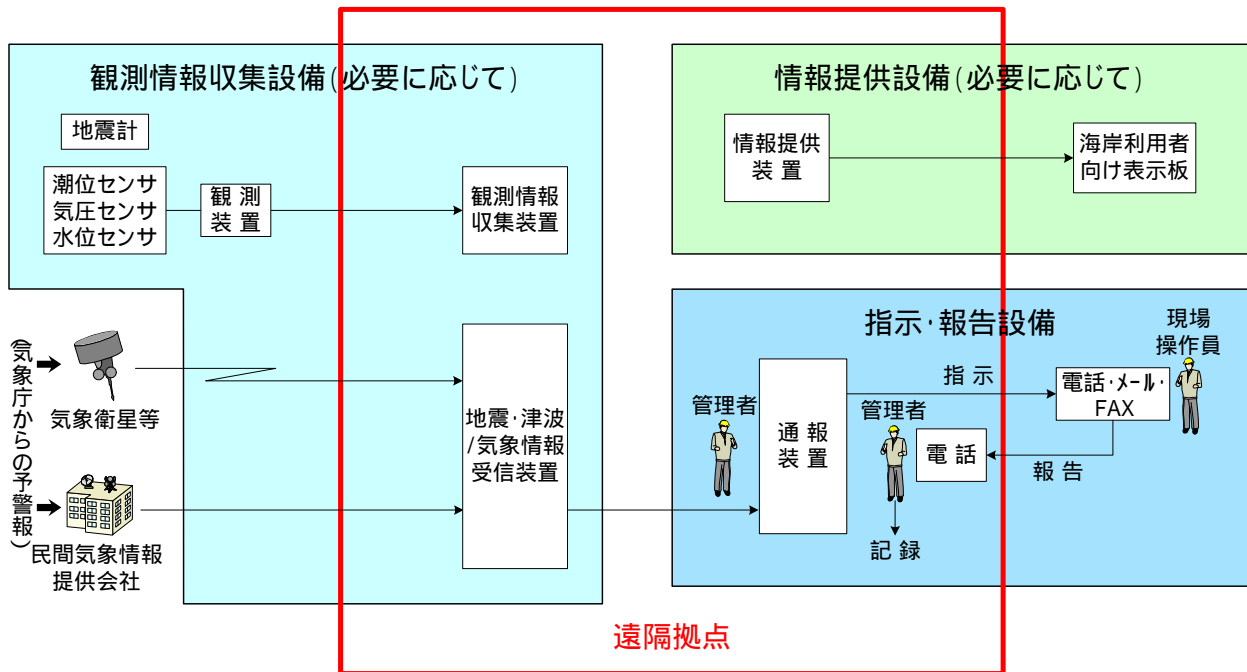 観測情報収集設備(必要に応じて)
地震計
潮位センサ
気圧センサ
水位センサ
観 測
装 置
観測情報
収集装置
(気象庁からの予警報)
気象衛星等
民間気象情報
提供会社
地震・津波
/気象情報
受信装置
情報提供設備(必要に応じて)
情報提供
装 置
海岸利用者
向け表示板
指示・報告設備
管理者
通 報
装 置
指 示
管理者
電 話
記 録
現場
操作員
電話・メール・
FAX
報 告
遠隔拠点